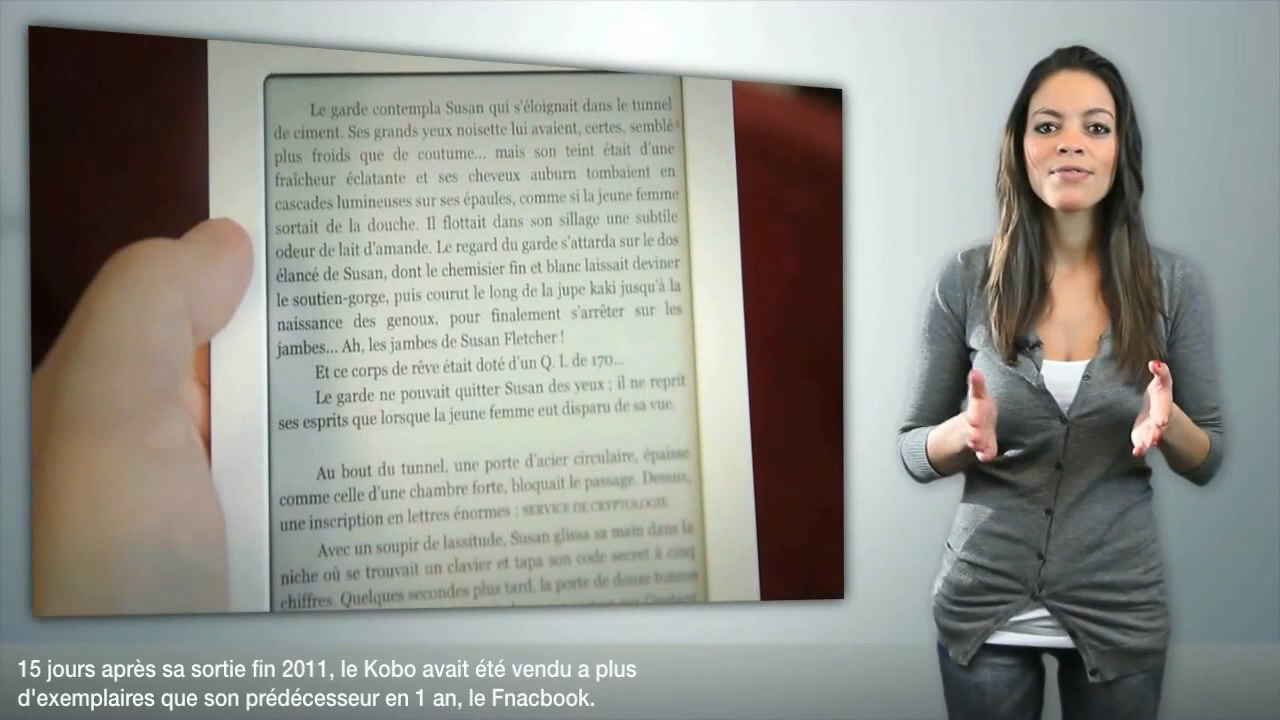 Le garde contempla Susan qui s'éloignait dans le tunnel
de ciment. Ses grands yeux noisette lui avaient, certes, semblé
plus froids que de coutume... mais son teint était d'une
fraîcheur éclatante et ses cheveux auburn tombaient en
cascades lumineuses sur ses épaules, comme si la jeune femme
sortait de la douche. Il flottait dans son sillage une subtile
odeur de lait d'amande. Le regard du garde s'attarda sur le dos
élancé de Susan, dont le chemisier fin et blanc laissait deviner
le soutien-gorge, puis courut le long de la jupe kaki jusqu'à la
naissance des genoux, pour finalement s'arrêter sur les
jambes... Ah, les jambes de Susan Fletcher !
Et ce corps de rêve était doté d'un Q. I. de 170...
Le garde ne pouvait quitter Susan des yeux ; il ne reprit
ses esprits que lorsque la jeune femme eut disparu de sa vue.
Au bout du tunnel, une porte d'acier circulaire, épaisse
comme celle d'une chambre forte, bloquait le passage. Dessus,
une inscription en lettres énormes : SERVICE DE CRYPTOLOGIE.
Avec un soupir de lassitude, Susan glissa sa main dans la
niche où se trouvait un clavier et tapa son code secret à cinq
chiffres. Quelques secondes plus tard, la porte de douze tonnes
15 jours après sa sortie fin 2011, le Kobo avait été vendu a plus
d'exemplaires que son prédécesseur en 1 an, le Fnacbook.